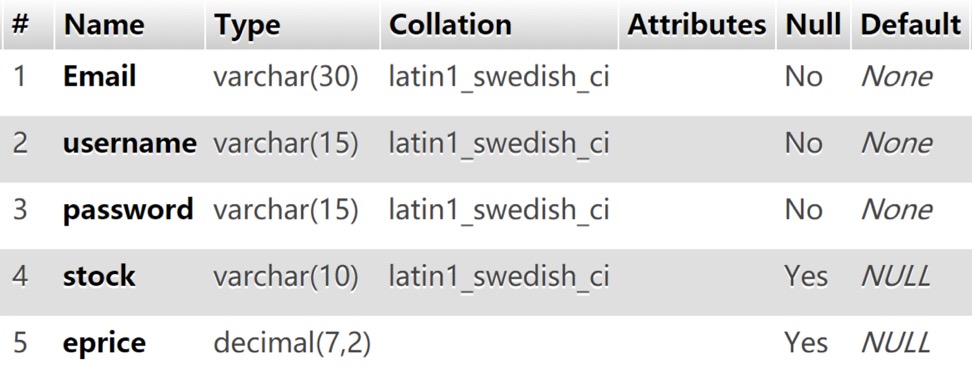 # Name Type Collation Attributes Null Default
1 Email varchar(30) latin1_swedish_ci No None
2 username varchar(15) latin1_swedish_ci No None
3 password varchar(15) latin1_swedish_ci No None
4 stock varchar(10) latin1_swedish_ci Yes NULL
5 eprice decimal(7,2) Yes NULL